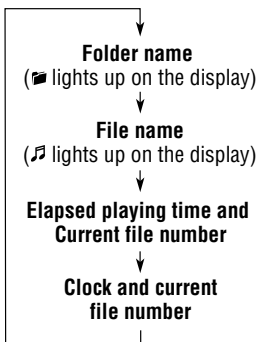 Folder name
( lights up on the display)
File name
( lights up on the display)
Elapsed playing time and
Current file number
Clock and current
file number